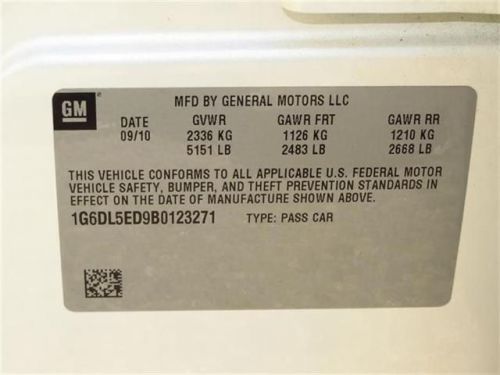 GM
MFD BY GENERAL MOTORS LLC
DATE GVWR GAWR FRT GAWR RR
09/10 2336 KG 1126 KG 1210 KG
5151 LB 2483 LB 2668 LB
THIS VEHICLE CONFORMS TO ALL APPLICABLE U.S. FEDERAL MOTOR
VEHICLE SAFETY, BUMPER, AND THEFT PREVENTION STANDARDS IN
EFFECT ON THE DATE OF MANUFACTURE SHOWN ABOVE.
1G6DL5ED9B0123271 TYPE: PASS CAR